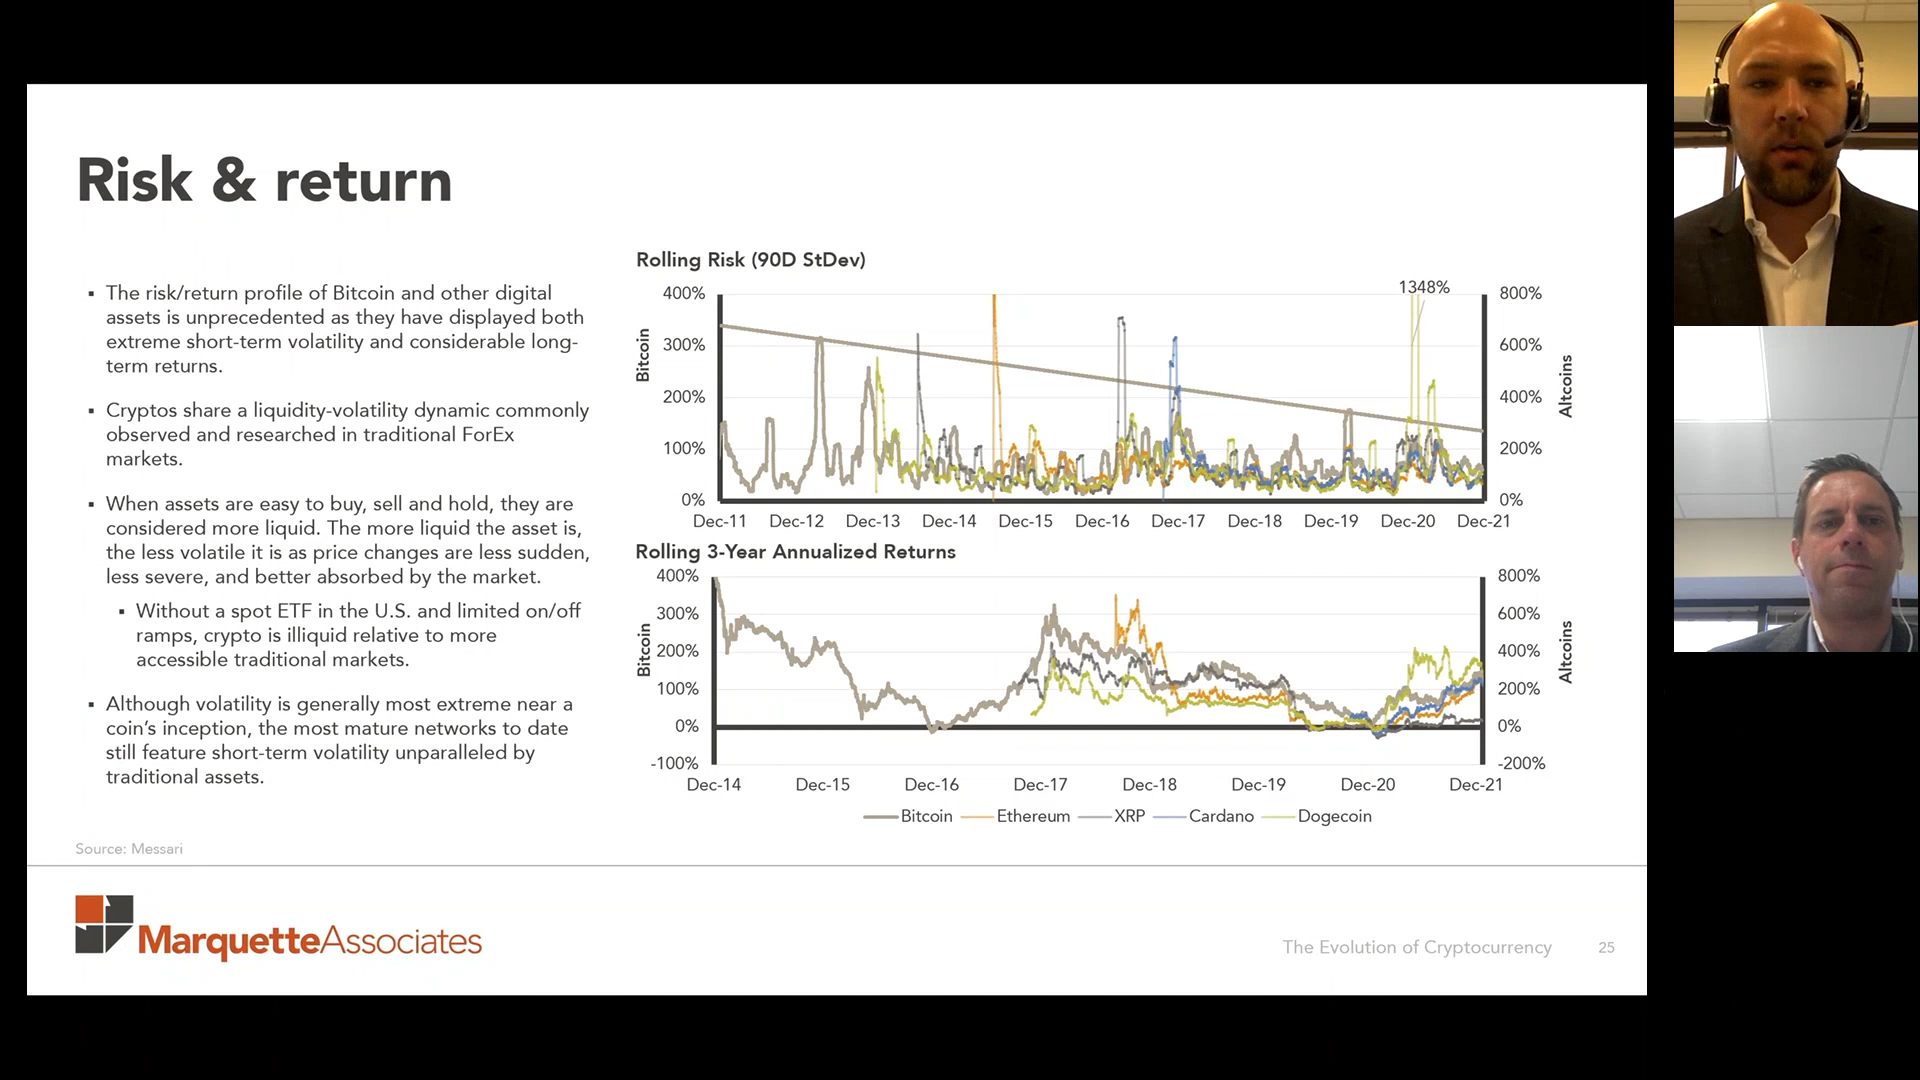 Risk & return
▪ The risk/return profile of Bitcoin and other digital
assets is unprecedented as they have displayed both
extreme short-term volatility and considerable long-
term returns.
▪ Cryptos share a liquidity-volatility dynamic commonly
observed and researched in traditional ForEx
markets.
▪ When assets are easy to buy, sell and hold, they are
considered more liquid. The more liquid the asset is,
the less volatile it is as price changes are less sudden,
less severe, and better absorbed by the market.
▪ Without a spot ETF in the U.S. and limited on/off
ramps, crypto is illiquid relative to more
accessible traditional markets.
▪ Although volatility is generally most extreme near a
coin’s inception, the most mature networks to date
still feature short-term volatility unparalleled by
traditional assets.
Rolling Risk (90D StDev)
1348%
400% 800%
300% 600%
200% 400%
100% 200%
0% 0%
Bitcoin
Altcoins
Dec-11 Dec-12 Dec-13 Dec-14 Dec-15 Dec-16 Dec-17 Dec-18 Dec-19 Dec-20 Dec-21
Rolling 3-Year Annualized Returns
400% 800%
300% 600%
200% 400%
100% 200%
0% 0%
-100% -200%
Bitcoin
Altcoins
Dec-14 Dec-15 Dec-16 Dec-17 Dec-18 Dec-19 Dec-20 Dec-21
Bitcoin Ethereum XRP Cardano Dogecoin
Source: Messari
MarquetteAssociates
The Evolution of Cryptocurrency 25